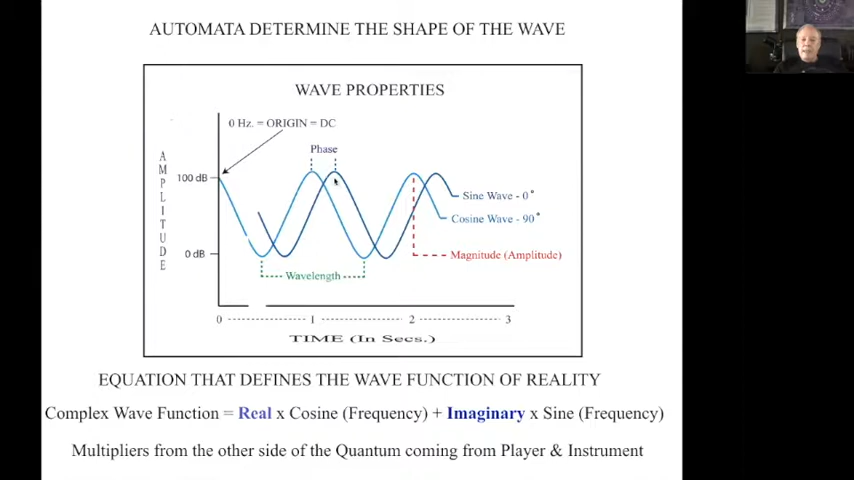 AUTOMATA DETERMINE THE SHAPE OF THE WAVE
WAVE PROPERTIES
0 Hz. = ORIGIN = DC
Phase
AMPLITUDE
100 dB
Sine Wave - 0°
Cosine Wave - 90°
0 dB
Magnitude (Amplitude)
Wavelength
0 1 2 3
TIME (In Secs.)
EQUATION THAT DEFINES THE WAVE FUNCTION OF REALITY
Complex Wave Function = Real x Cosine (Frequency) + Imaginary x Sine (Frequency)
Multipliers from the other side of the Quantum coming from Player & Instrument